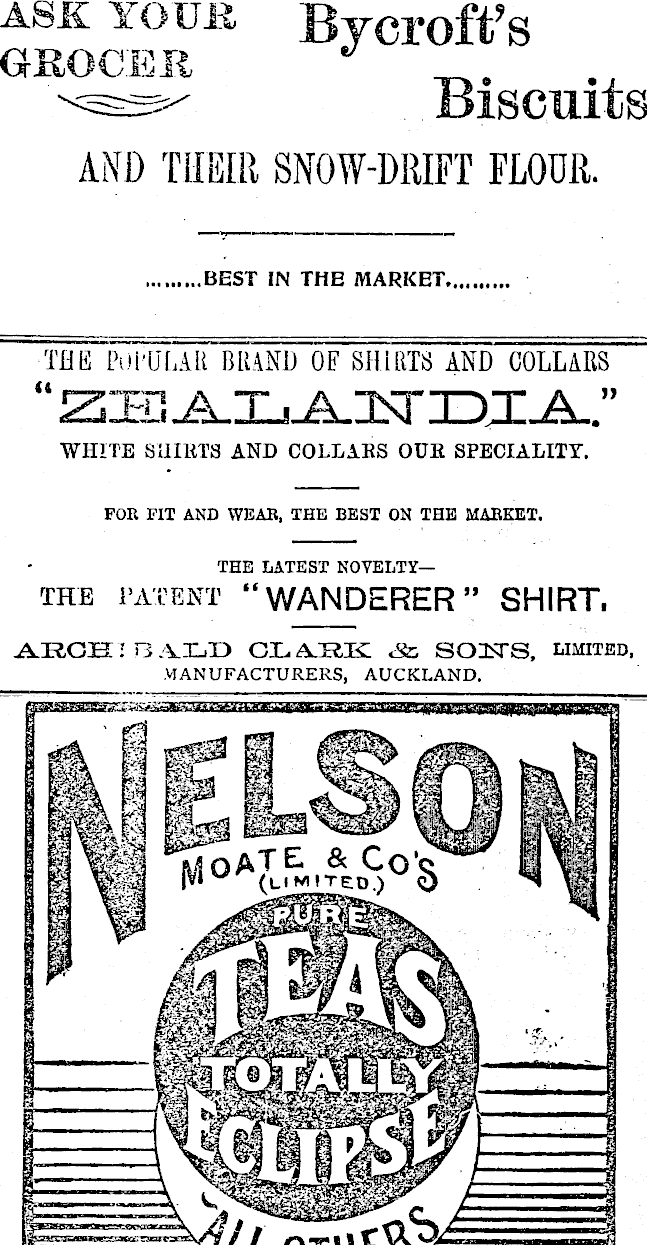 ASK YOUR Bycroft's
GROCER Biscuits
AND THEIR SNOW-DRIFT FLOUR.
.........BEST IN THE MARKET..........
THE POPULAR BRAND OF SHIRTS AND COLLARS
"ZEALANDIA."
WHITE SHIRTS AND COLLARS OUR SPECIALITY.
FOR FIT AND WEAR, THE BEST ON THE MARKET.
THE LATEST NOVELTY—
THE PATENT "WANDERER" SHIRT.
ARCHIBALD CLARK & SONS, LIMITED,
MANUFACTURERS, AUCKLAND.
NELSON
MOATE & CO'S
(LIMITED.)
PURE
TEAS
TOTALLY
ECLIPSE
ALL OTHERS